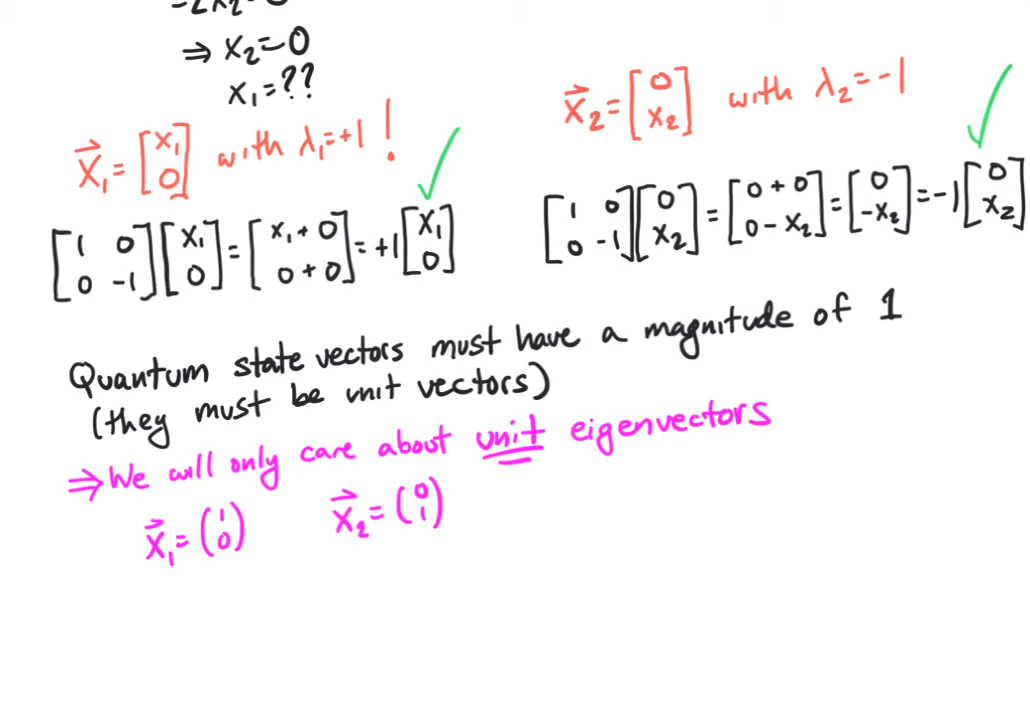 ⇒ x₂=0
x₁=??
x⃗₁=[x₁ 0] with λ₁=+1 !
x⃗₂=[0 x₂] with λ₂=-1
[1 0 0 -1][x₁ 0]=[x₁+0 0+0]=+1[x₁ 0]
[1 0 0 -1][0 x₂]=[0+0 0-x₂]=[0 -x₂]=-1[0 x₂]
Quantum state vectors must have a magnitude of 1
(they must be unit vectors)
⇒ We will only care about unit eigenvectors
x⃗₁=(1 0) x⃗₂=(0 1)